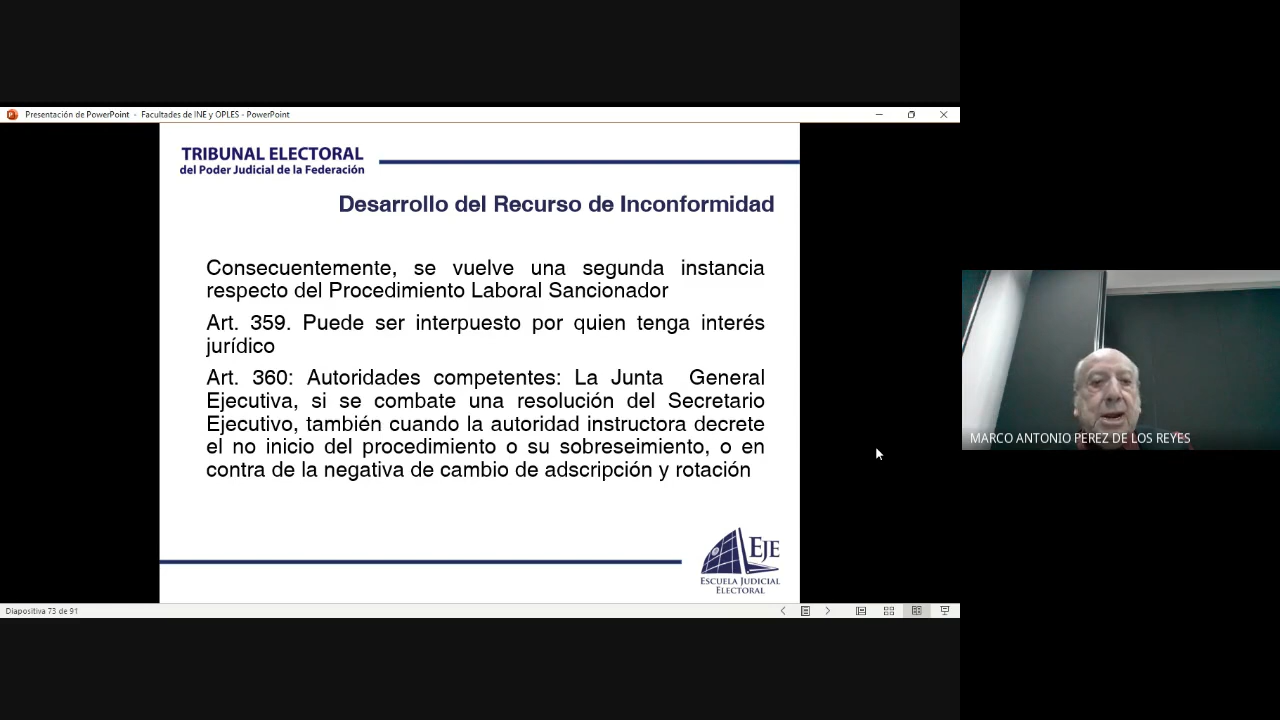 Presentación de PowerPoint - Facultades de INE y OPLES - PowerPoint
TRIBUNAL ELECTORAL
del Poder Judicial de la Federación
Desarrollo del Recurso de Inconformidad
Consecuentemente, se vuelve una segunda instancia
respecto del Procedimiento Laboral Sancionador
Art. 359. Puede ser interpuesto por quien tenga interés
jurídico
Art. 360: Autoridades competentes: La Junta General
Ejecutiva, si se combate una resolución del Secretario
Ejecutivo, también cuando la autoridad instructora decrete
el no inicio del procedimiento o su sobreseimiento, o en
contra de la negativa de cambio de adscripción y rotación
EJE
ESCUELA JUDICIAL
ELECTORAL
Diapositiva 73 de 91
MARCO ANTONIO PEREZ DE LOS REYES